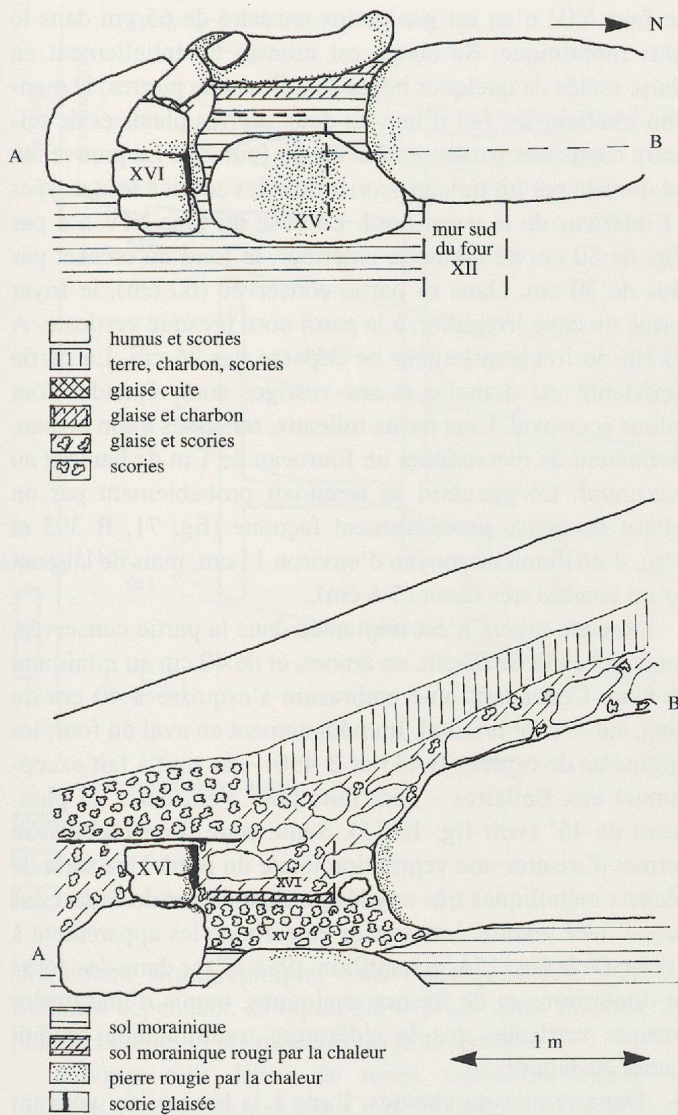 N
A
B
XVI
XV
mur sud
du four
XII
humus et scories
terre, charbon, scories
glaise cuite
glaise et charbon
glaise et scories
scories
B
XVI
XVI
XV
A
sol morainique
sol morainique rougi par la chaleur
pierre rougie par la chaleur
scorie glaisée
1 m